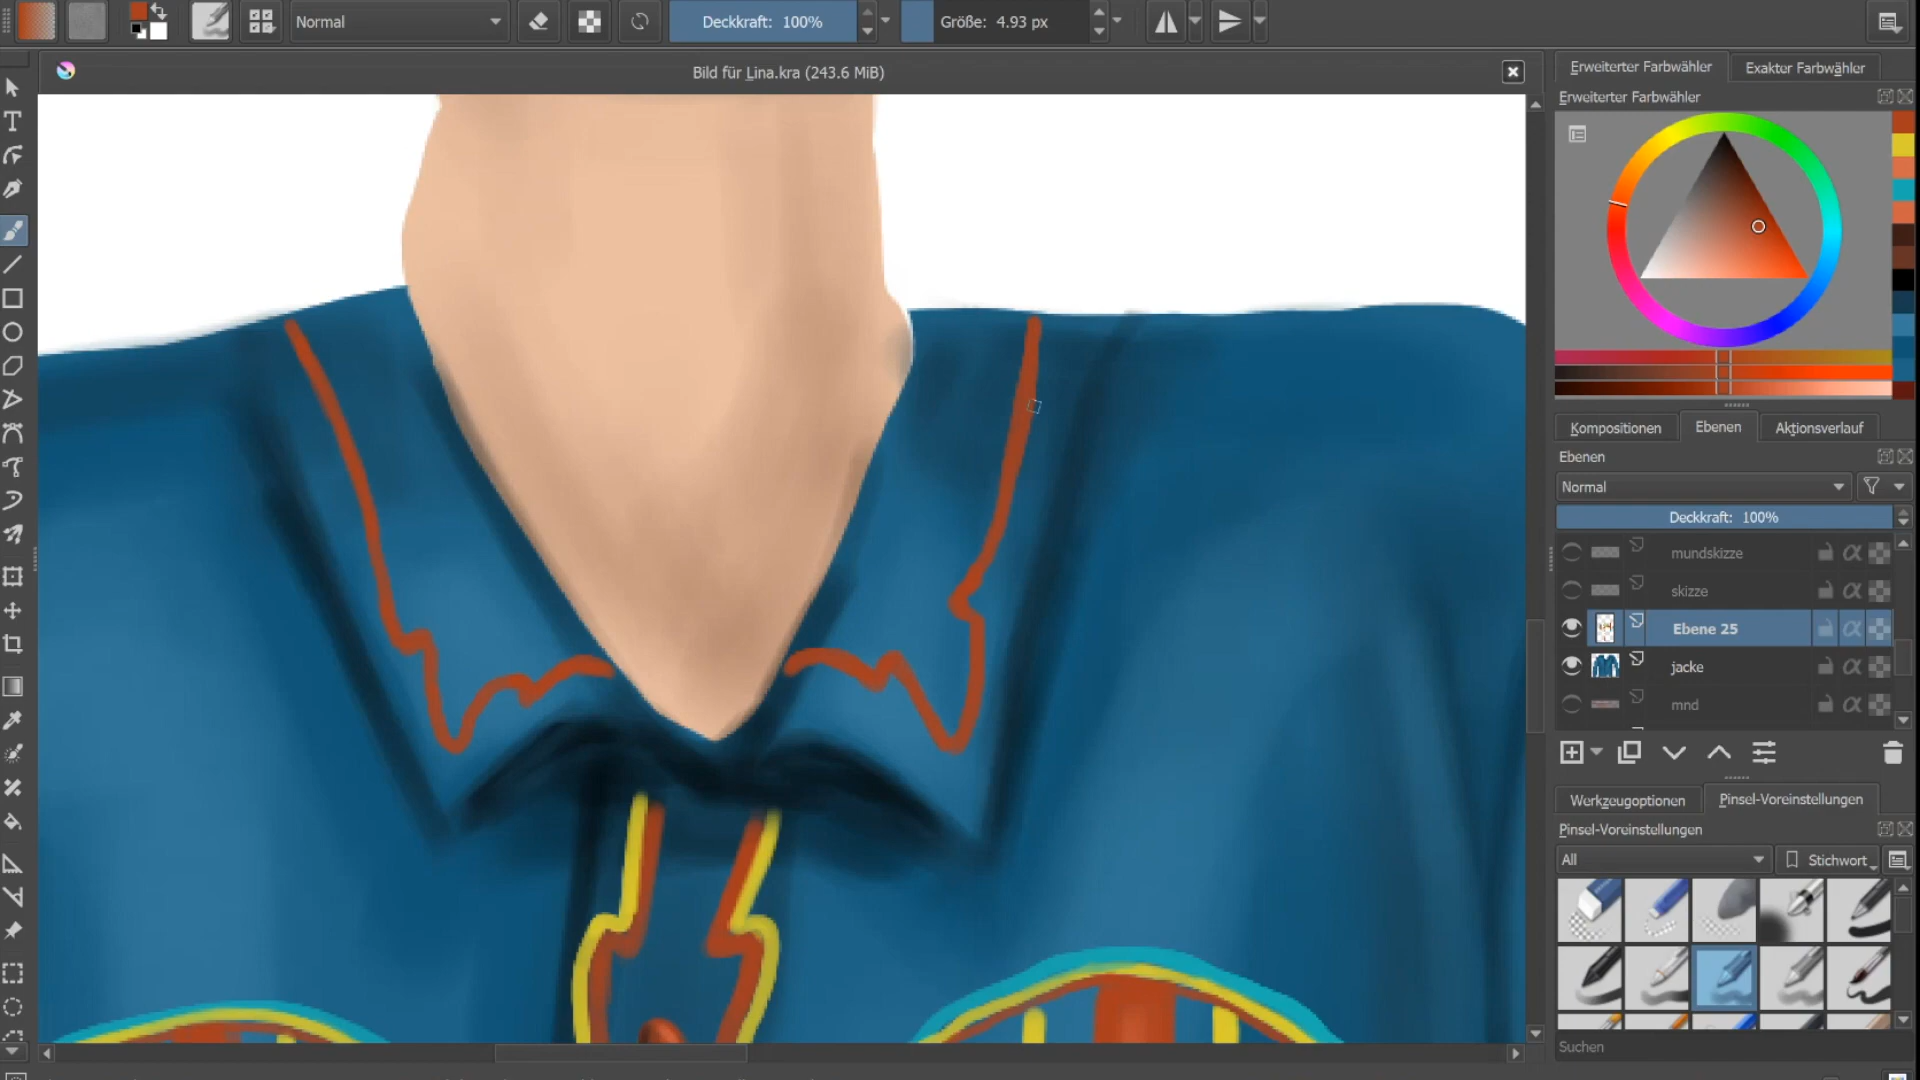 Normal
Deckkraft: 100%
Größe: 4.93 px
Bild für Lina.kra (243.6 MiB)
Erweiterter Farbwähler
Exakter Farbwähler
Erweiterter Farbwähler
Kompositionen
Ebenen
Aktionsverlauf
Ebenen
Normal
Deckkraft: 100%
mundskizze
skizze
Ebene 25
jacke
mnd
Werkzeugoptionen
Pinsel-Voreinstellungen
Pinsel-Voreinstellungen
All
Stichwort
Suchen